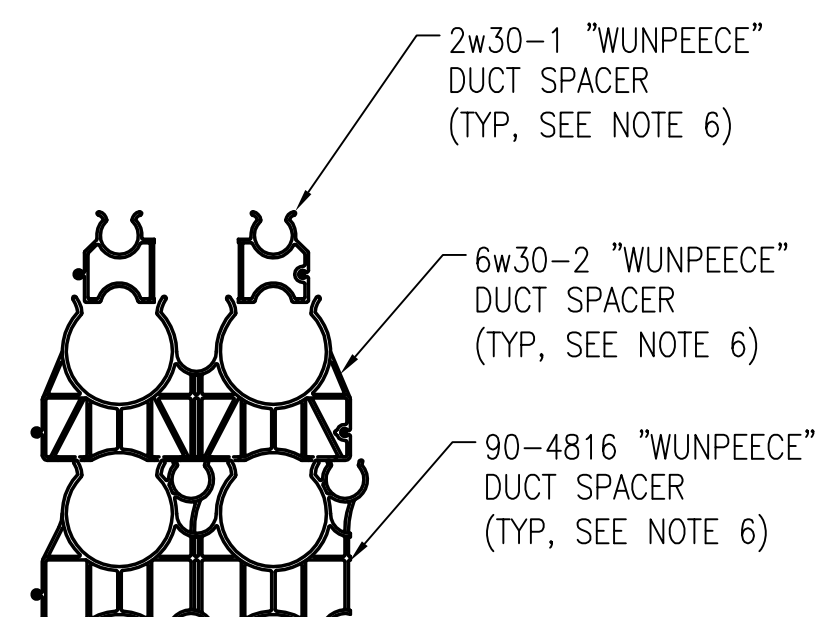 2w30-1 "WUNPEECE"
DUCT SPACER
(TYP, SEE NOTE 6)
6w30-2 "WUNPEECE"
DUCT SPACER
(TYP, SEE NOTE 6)
90-4816 "WUNPEECE"
DUCT SPACER
(TYP, SEE NOTE 6)